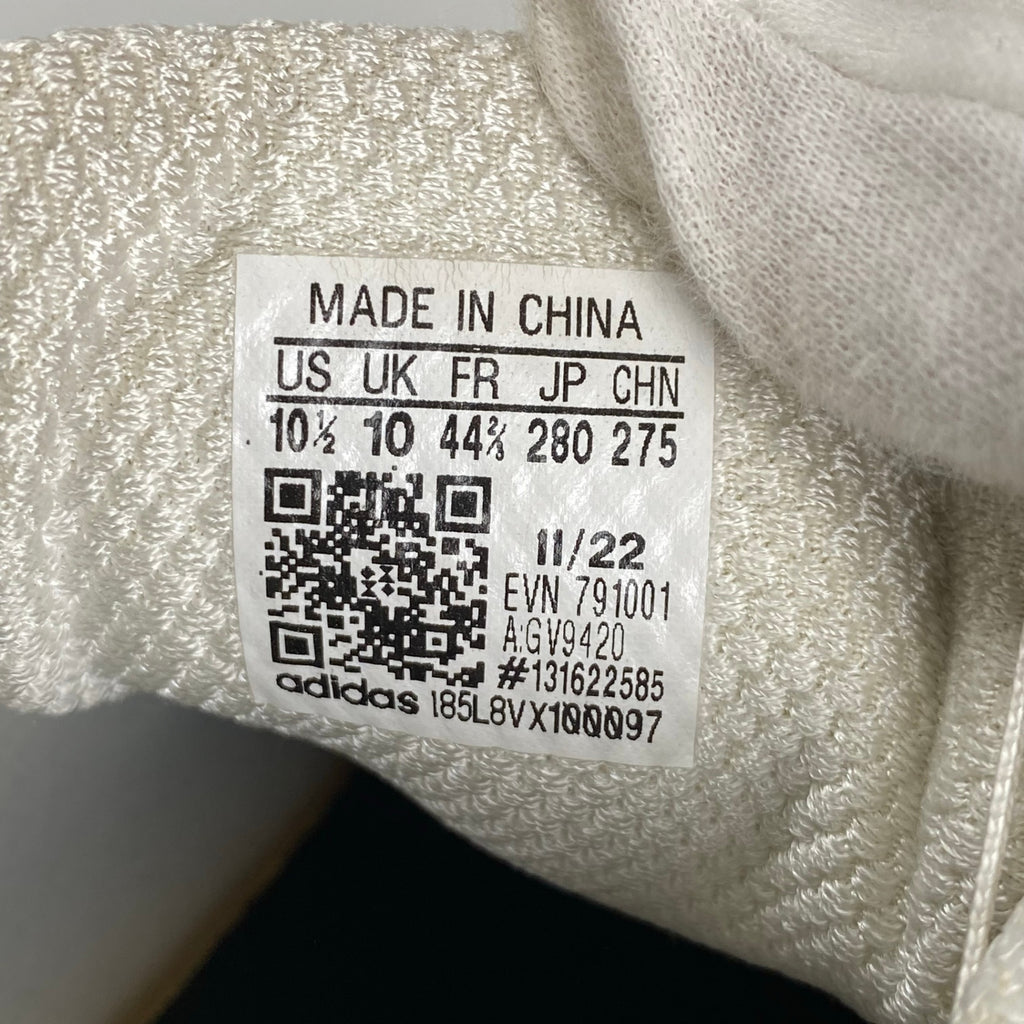 MADE IN CHINA
US UK FR JP CHN
10½ 10 44⅔ 280 275
11/22
EVN 791001
A:GV9420
#131622585
adidas 185L8VX100097